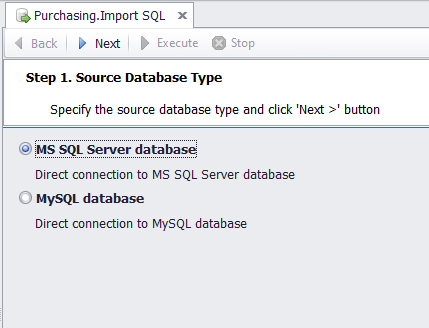 Purchasing.Import SQL
Back Next Execute Stop
Step 1. Source Database Type
Specify the source database type and click 'Next >' button
MS SQL Server database
Direct connection to MS SQL Server database
MySQL database
Direct connection to MySQL database